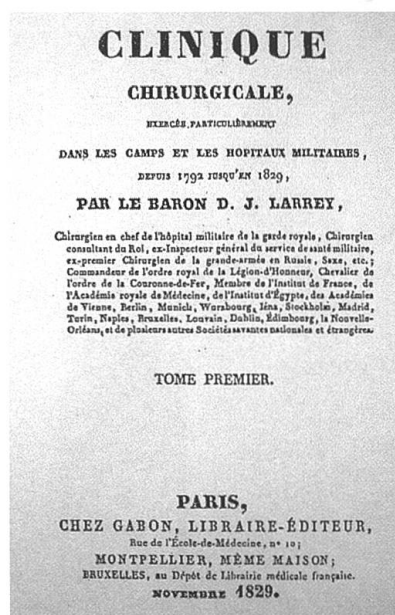 CLINIQUE
CHIRURGICALE,
EXERCÉE PARTICULIÈREMENT
DANS LES CAMPS ET LES HOPITAUX MILITAIRES,
DEPUIS 1792 JUSQU'EN 1829,
PAR LE BARON D. J. LARREY,
Chirurgien en chef de l'hôpital militaire de la garde royale, Chirurgien
consultant du Roi, ex-Inspecteur général du service de santé militaire,
ex-premier Chirurgien de la grande-armée en Russie, Saxe, etc.;
Commandeur de l'ordre royal de la Légion-d'Honneur, Chevalier de
l'ordre de la Couronne-de-Fer, Membre de l'Institut de France, de
l'Académie royale de Médecine, de l'Institut d'Égypte, des Académies
de Vienne, Berlin, Munich, Wurzbourg, Iéna, Stockholm, Madrid,
Turin, Naples, Bruxelles, Louvain, Dublin, Édimbourg, la Nouvelle-
Orléans, et de plusieurs autres Sociétés savantes nationales et étrangères.
TOME PREMIER.
PARIS,
CHEZ GABON, LIBRAIRE-ÉDITEUR,
Rue de l'École-de-Médecine, n° 10;
MONTPELLIER, MÊME MAISON;
BRUXELLES, au Dépôt de Librairie médicale française.
NOVEMBRE 1829.